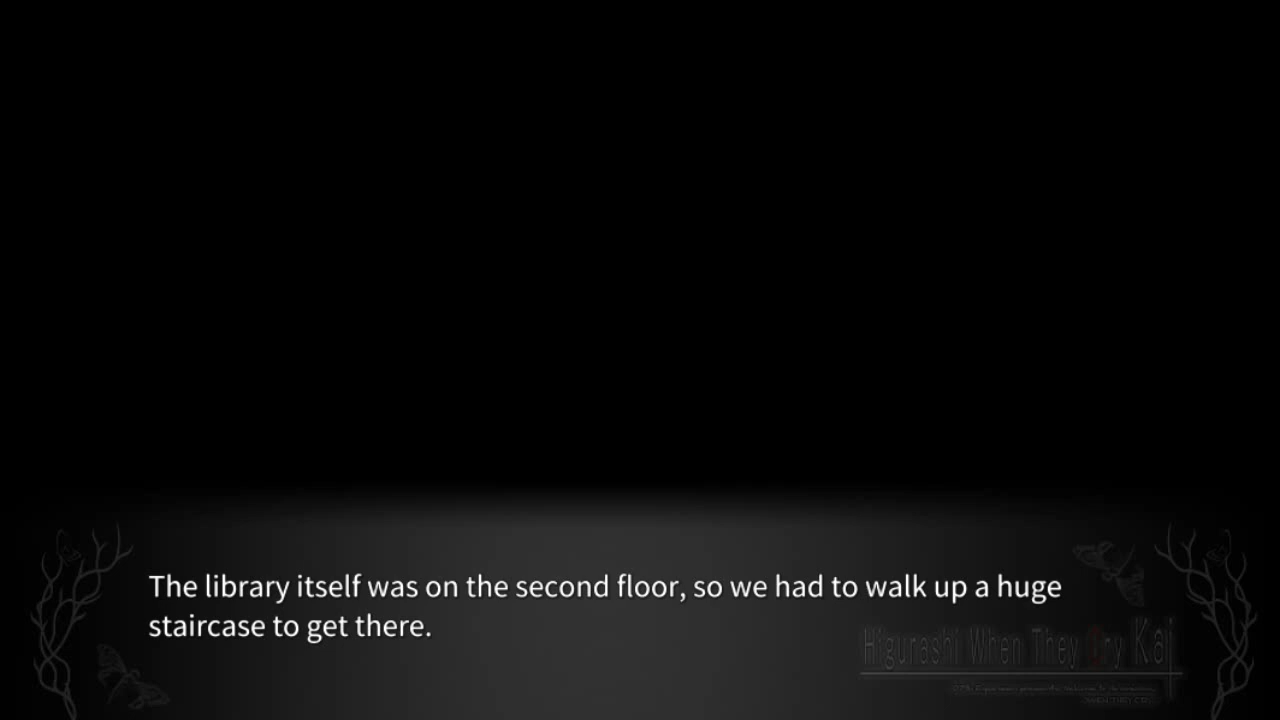 The library itself was on the second floor, so we had to walk up a huge
staircase to get there.
Higurashi When They Cry Kai